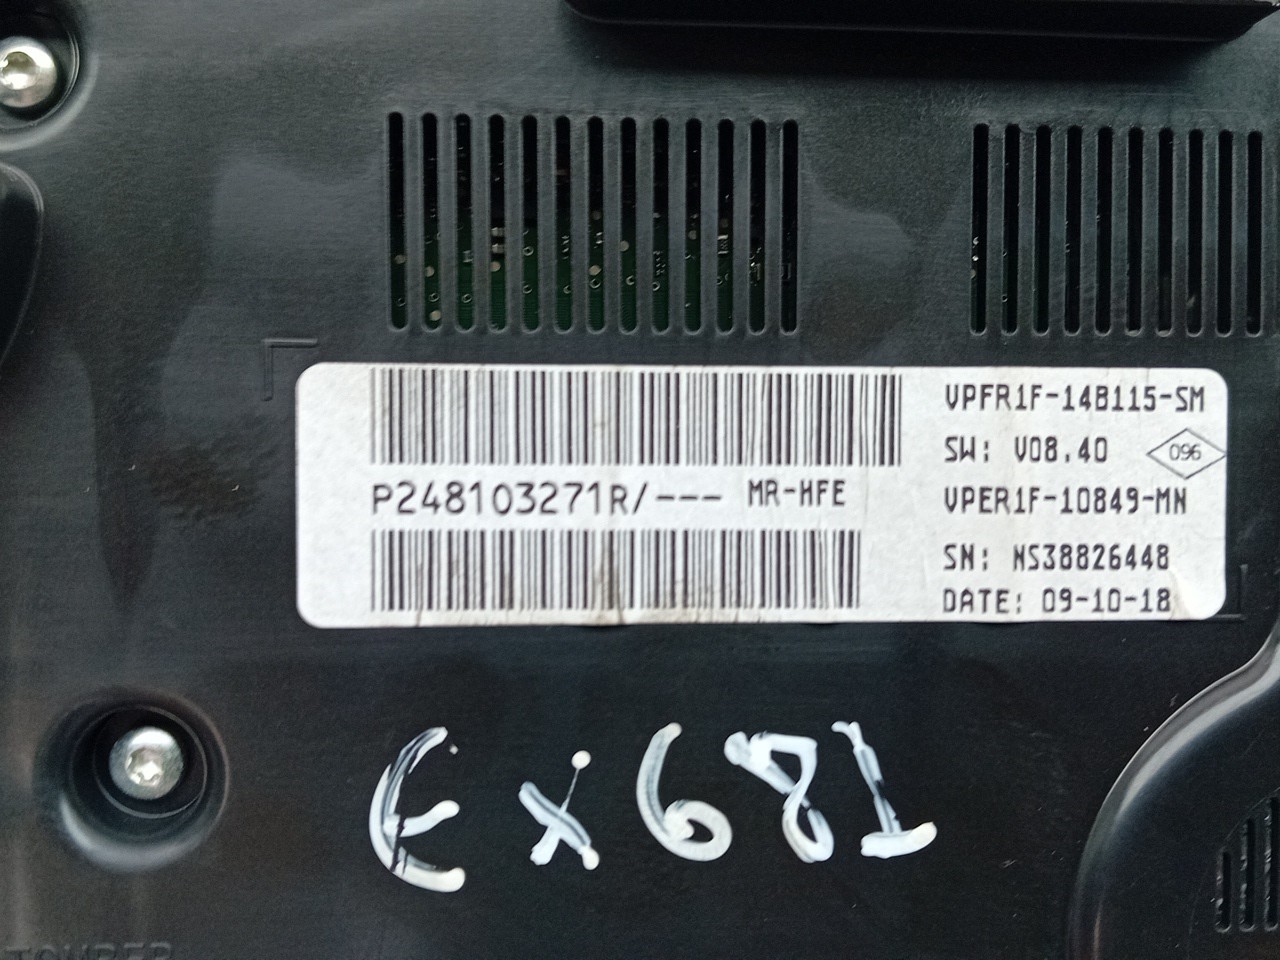 VPFR1F-14B115-SM
SW: V08.40
096
P248103271R/--- MR-HFE
VPER1F-10849-MN
SN: NS38826448
DATE: 09-10-18
Ex681